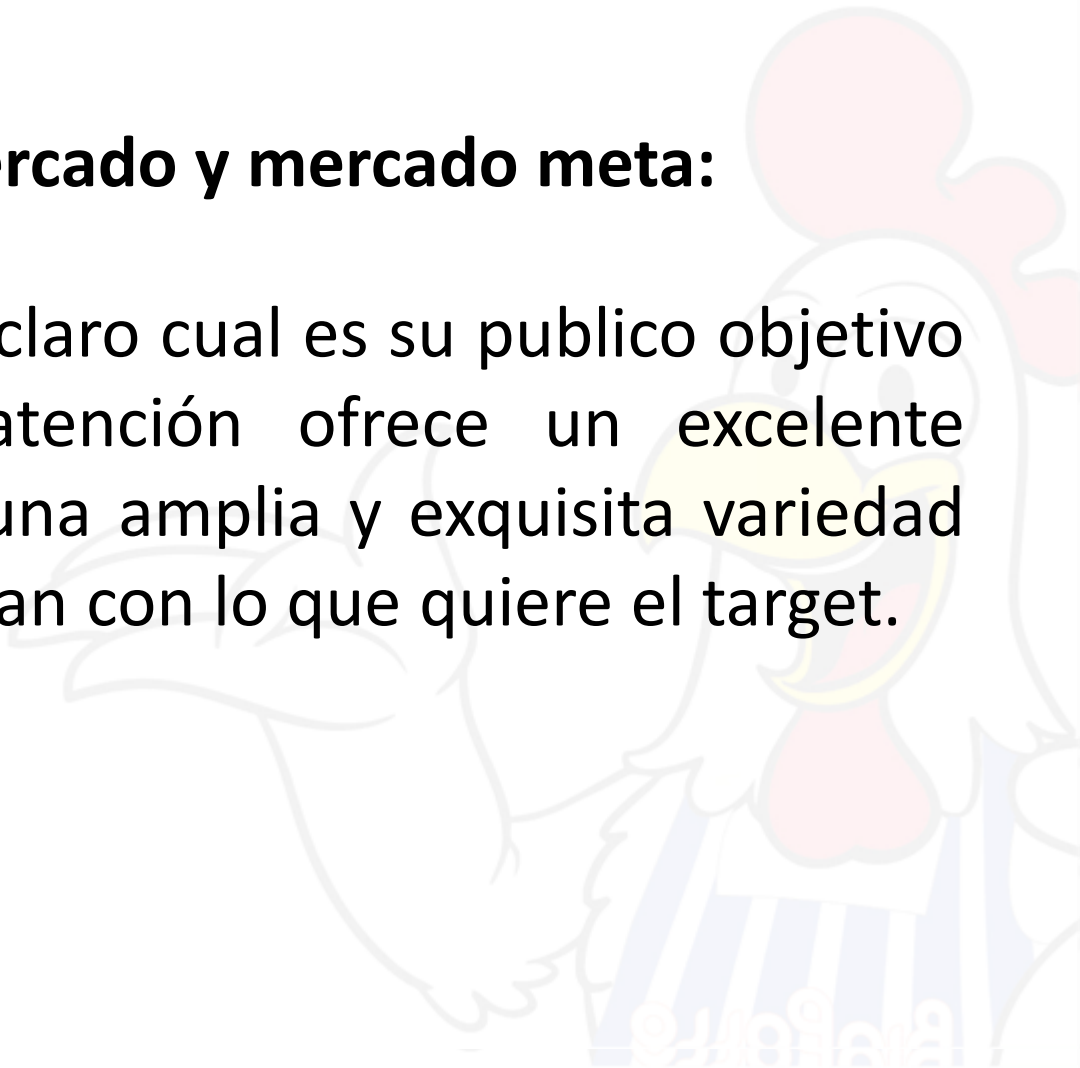 ercado y mercado meta:
claro cual es su publico objetivo
atención ofrece un excelente
una amplia y exquisita variedad
an con lo que quiere el target.